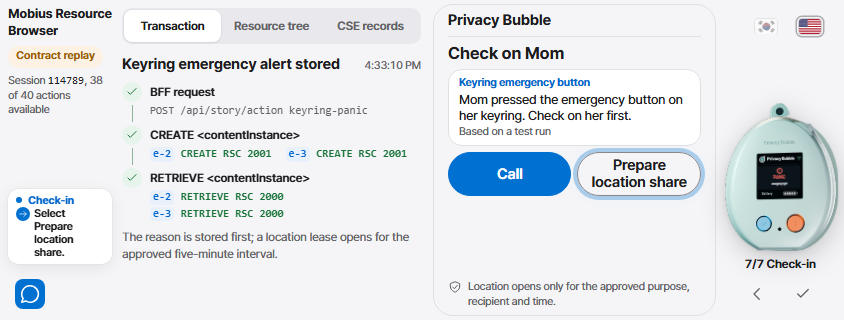 Mobius Resource
Browser
Contract replay
Session 114789, 38
of 40 actions
available
Check-in
Select
Prepare
location
share.
Transaction
Resource tree
CSE records
Keyring emergency alert stored
4:33:10 PM
BFF request
POST /api/story/action keyring-panic
CREATE <contentInstance>
e-2 CREATE RSC 2001 e-3 CREATE RSC 2001
RETRIEVE <contentInstance>
e-2 RETRIEVE RSC 2000
e-3 RETRIEVE RSC 2000
The reason is stored first; a location lease opens for the
approved five-minute interval.
Privacy Bubble
Check on Mom
Keyring emergency button
Mom pressed the emergency button on
her keyring. Check on her first.
Based on a test run
Call
Prepare
location share
Location opens only for the approved purpose,
recipient and time.
Privacy Bubble
Privacy Bubble
PANIC
Battery
7/7 Check-in